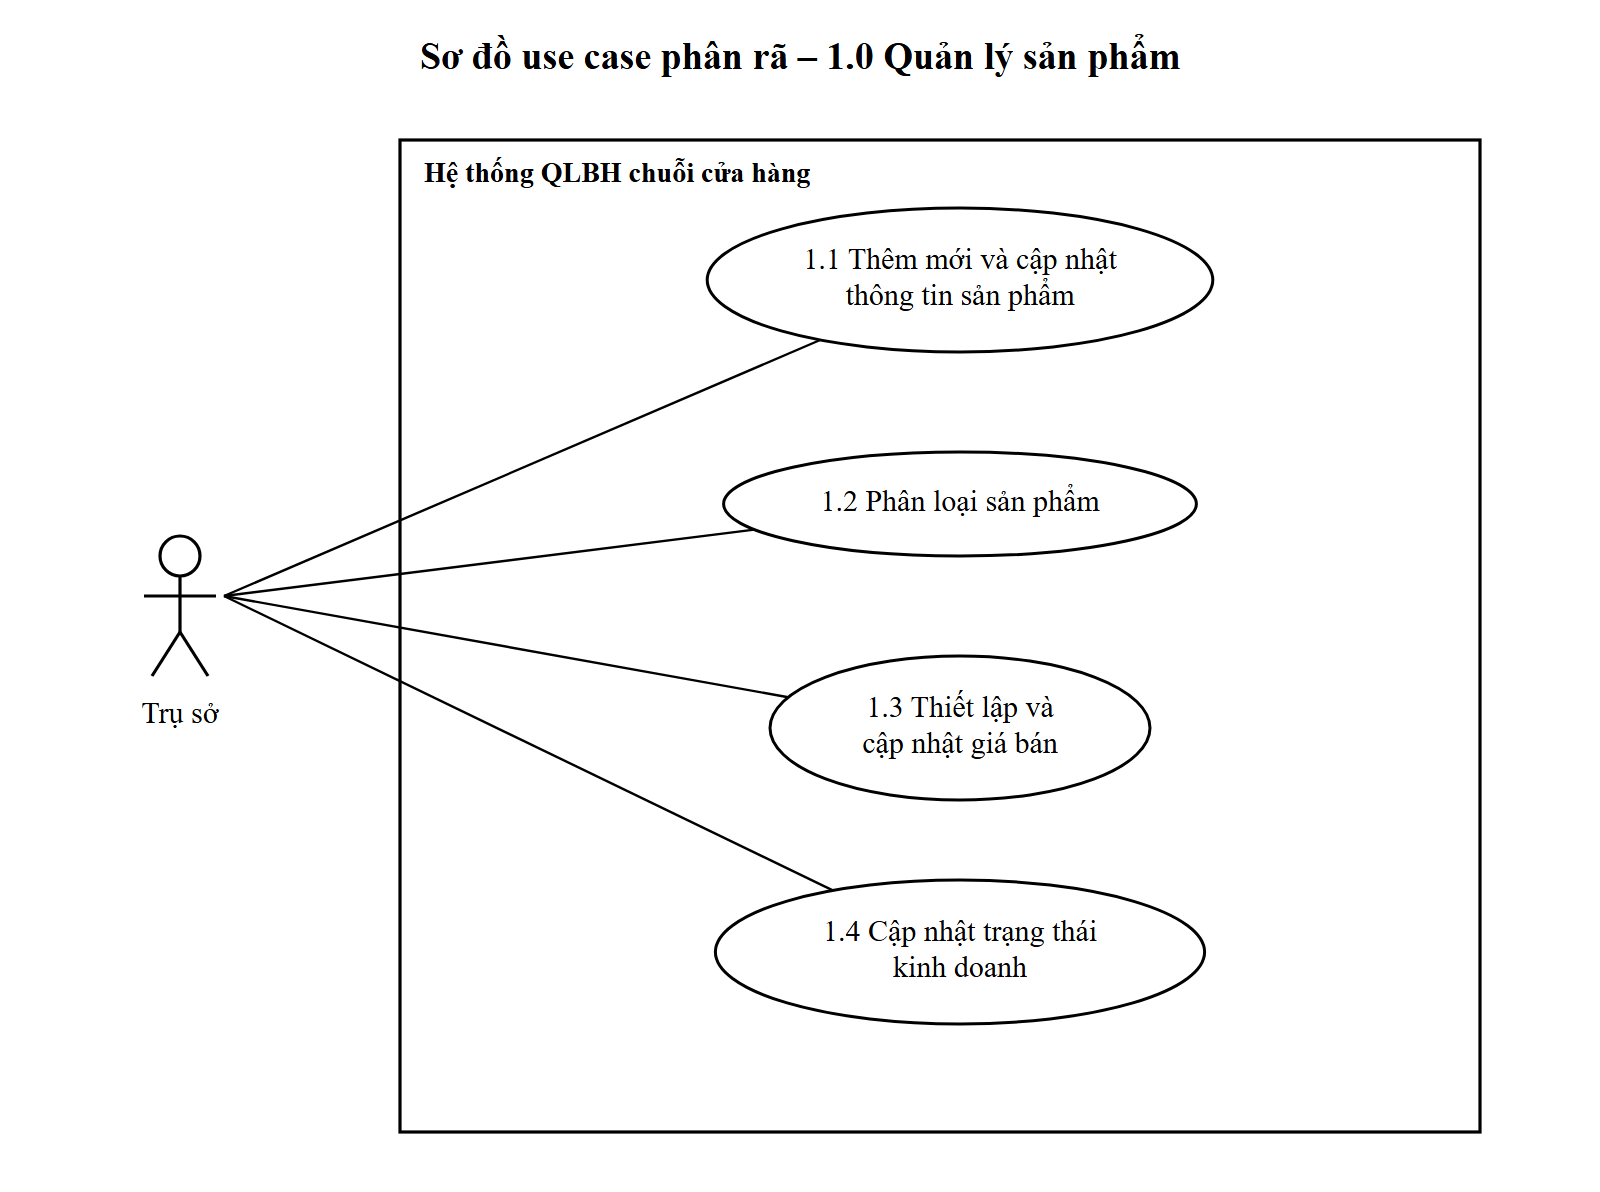 Sơ đồ use case phân rã – 1.0 Quản lý sản phẩm
Hệ thống QLBH chuỗi cửa hàng
1.1 Thêm mới và cập nhật
thông tin sản phẩm
1.2 Phân loại sản phẩm
1.3 Thiết lập và
cập nhật giá bán
Trụ sở
1.4 Cập nhật trạng thái
kinh doanh